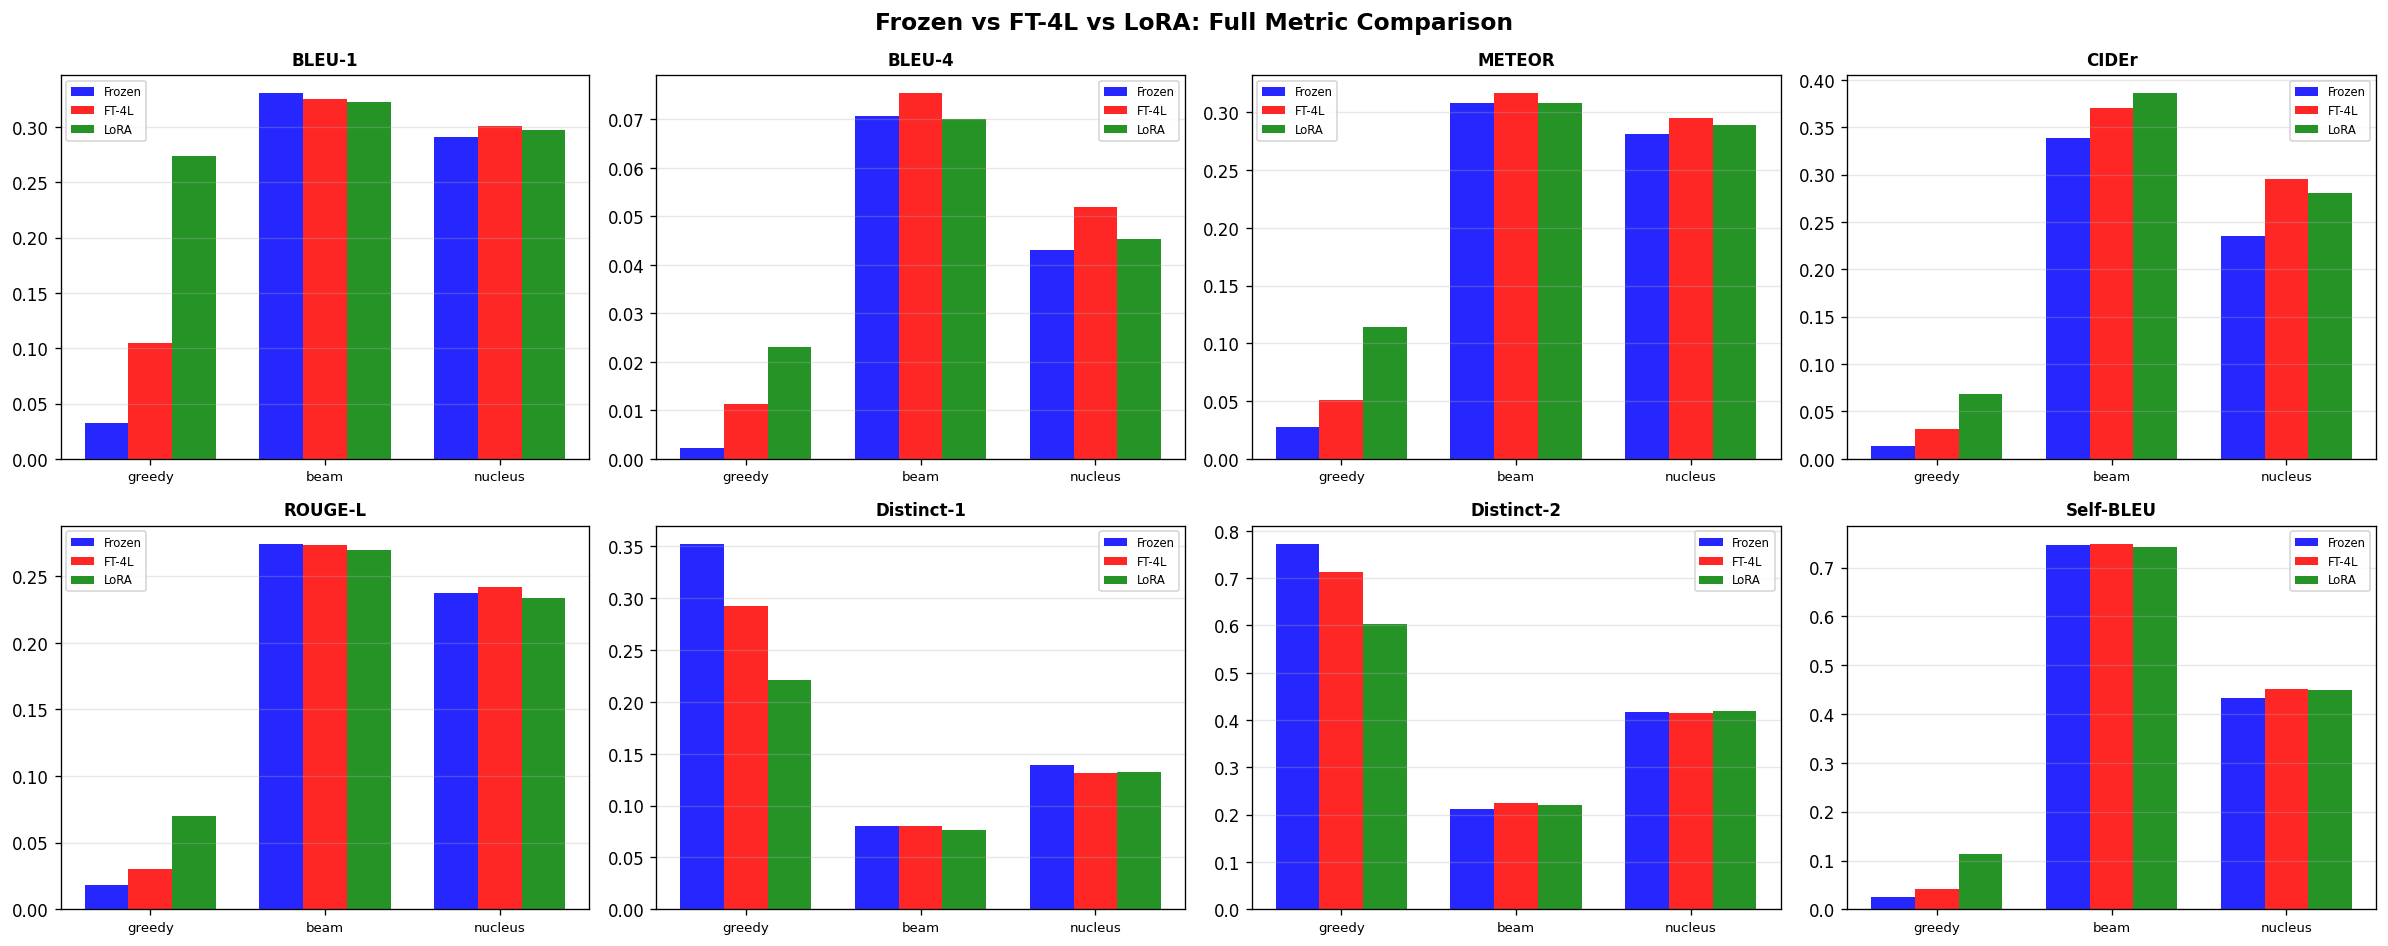 Frozen vs FT-4L vs LoRA: Full Metric Comparison
BLEU-1
Frozen
FT-4L
LoRA
0.30
0.25
0.20
0.15
0.10
0.05
0.00
greedy beam nucleus
BLEU-4
Frozen
FT-4L
LoRA
0.07
0.06
0.05
0.04
0.03
0.02
0.01
0.00
greedy beam nucleus
METEOR
Frozen
FT-4L
LoRA
0.30
0.25
0.20
0.15
0.10
0.05
0.00
greedy beam nucleus
CIDEr
Frozen
FT-4L
LoRA
0.40
0.35
0.30
0.25
0.20
0.15
0.10
0.05
0.00
greedy beam nucleus
ROUGE-L
Frozen
FT-4L
LoRA
0.25
0.20
0.15
0.10
0.05
0.00
greedy beam nucleus
Distinct-1
Frozen
FT-4L
LoRA
0.35
0.30
0.25
0.20
0.15
0.10
0.05
0.00
greedy beam nucleus
Distinct-2
Frozen
FT-4L
LoRA
0.8
0.7
0.6
0.5
0.4
0.3
0.2
0.1
0.0
greedy beam nucleus
Self-BLEU
Frozen
FT-4L
LoRA
0.7
0.6
0.5
0.4
0.3
0.2
0.1
0.0
greedy beam nucleus